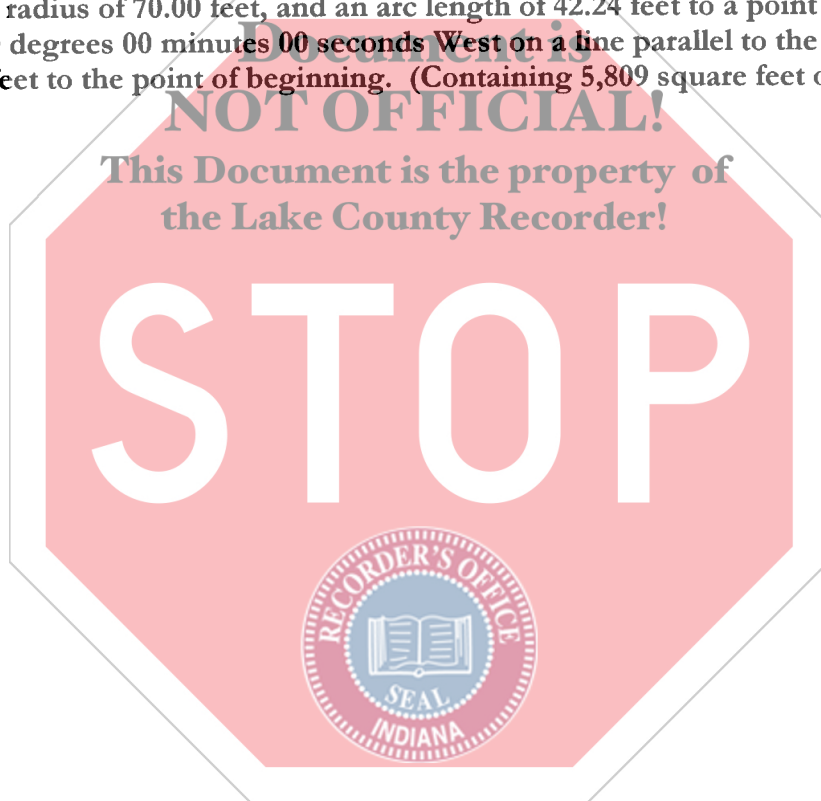 radius of 70.00 feet, and an arc length of 42.24 feet to a point
degrees 00 minutes 00 seconds West on a line parallel to the
eet to the point of beginning. (Containing 5,809 square feet
Document is
NOT OFFICIAL!
This Document is the property of
the Lake County Recorder!
STOP
RECORDER'S OFFICE
SEAL
INDIANA